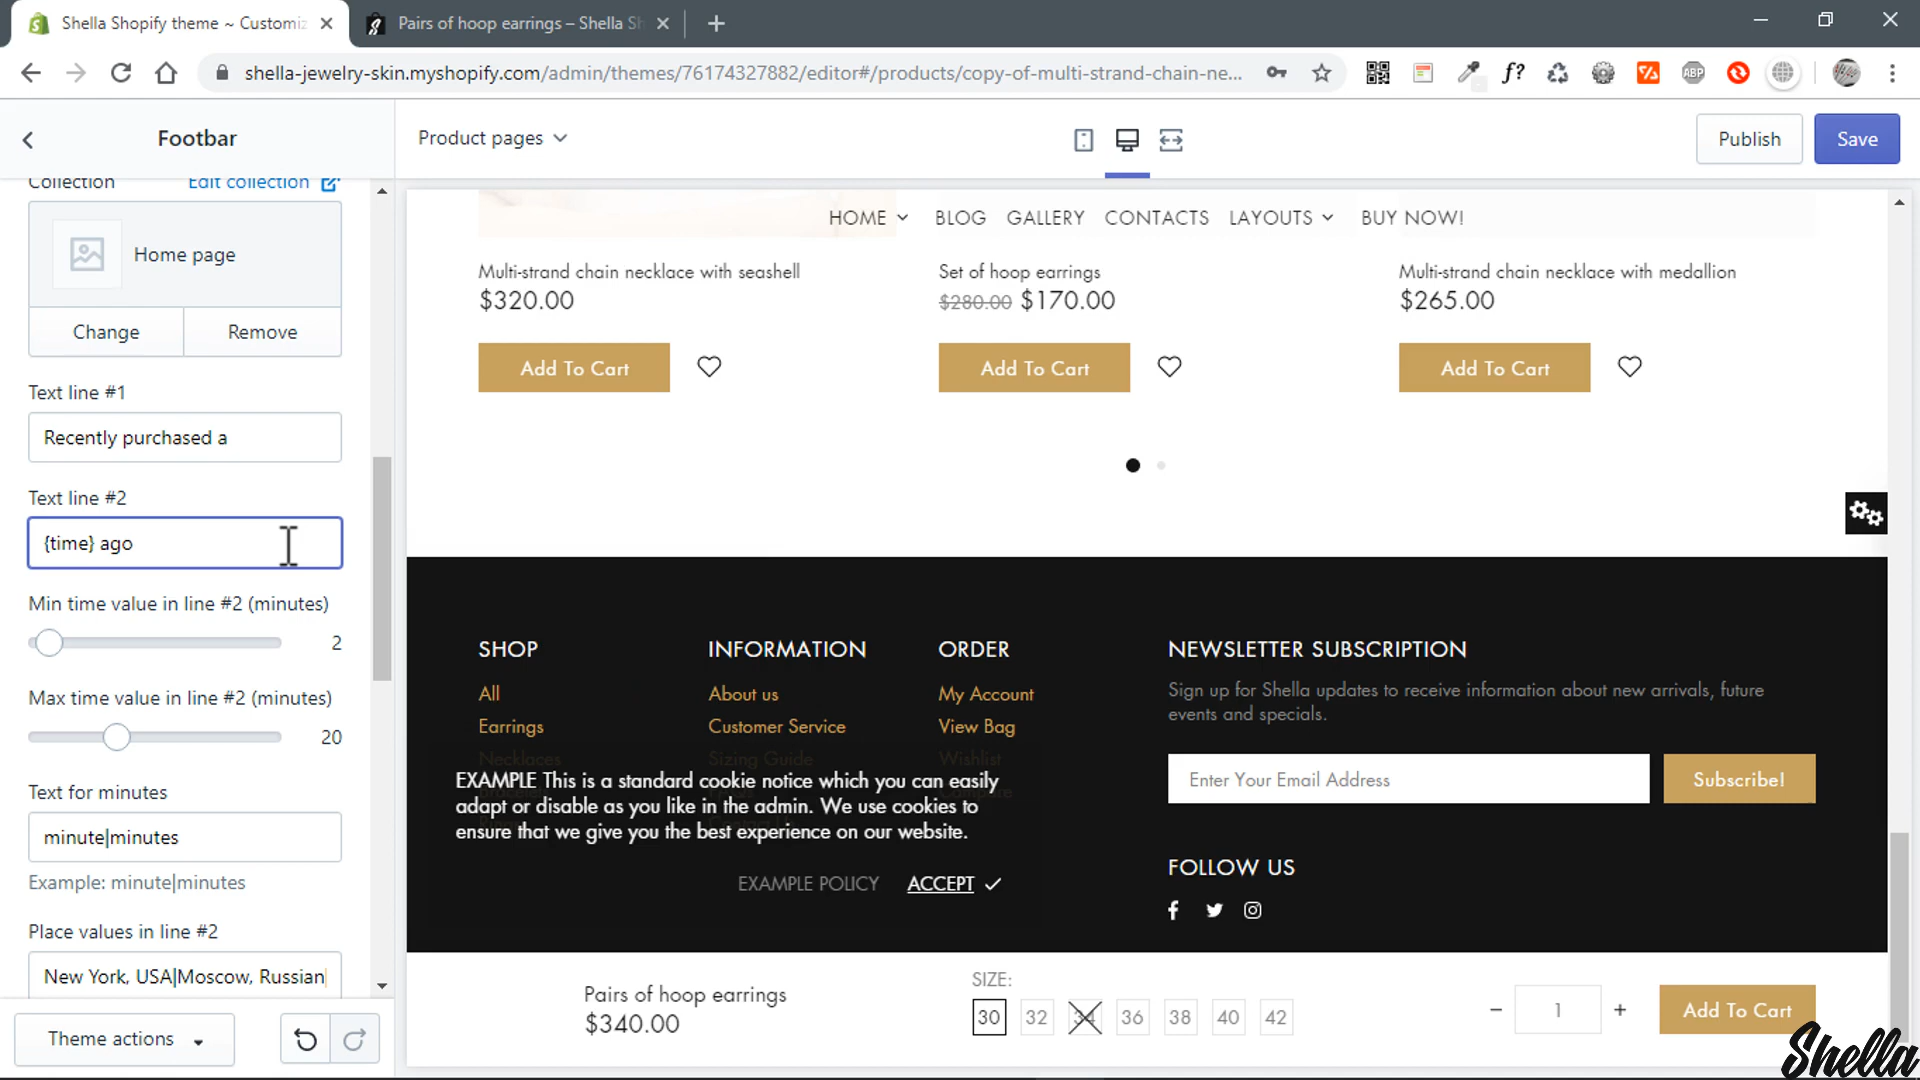 Shella Shopify theme ~ Customiz
Pairs of hoop earrings – Shella Sh
shella-jewelry-skin.myshopify.com/admin/themes/76174327882/editor#/products/copy-of-multi-strand-chain-ne...
f?
ABP
Footbar
Product pages
Publish
Save
Collection
Edit collection
Home page
Change
Remove
Text line #1
Recently purchased a
Text line #2
{time} ago
Min time value in line #2 (minutes)
2
Max time value in line #2 (minutes)
20
Text for minutes
minute|minutes
Example: minute|minutes
Place values in line #2
New York, USA|Moscow, Russian
Theme actions
HOME
BLOG
GALLERY
CONTACTS
LAYOUTS
BUY NOW!
Multi-strand chain necklace with seashell
$320.00
Add To Cart
Set of hoop earrings
$280.00 $170.00
Add To Cart
Multi-strand chain necklace with medallion
$265.00
Add To Cart
SHOP
All
Earrings
Necklaces
INFORMATION
About us
Customer Service
Sizing Guide
ORDER
My Account
View Bag
Wishlist
NEWSLETTER SUBSCRIPTION
Sign up for Shella updates to receive information about new arrivals, future
events and specials.
Enter Your Email Address
Subscribe!
EXAMPLE This is a standard cookie notice which you can easily
adapt or disable as you like in the admin. We use cookies to
ensure that we give you the best experience on our website.
EXAMPLE POLICY
ACCEPT
FOLLOW US
Pairs of hoop earrings
$340.00
SIZE:
30
32
34
36
38
40
42
− 1 +
Add To Cart
Shella